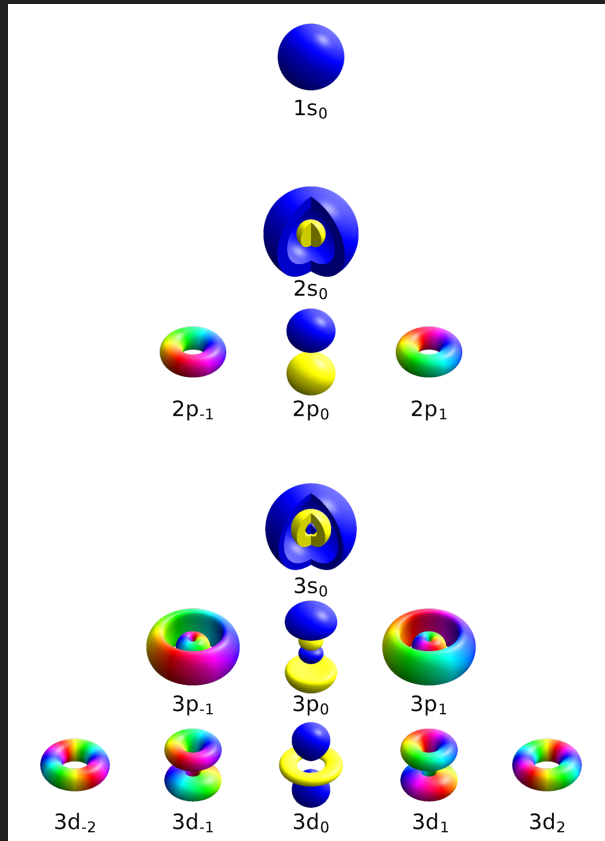 1s₀
2s₀
2p₋₁ 2p₀ 2p₁
3s₀
3p₋₁ 3p₀ 3p₁
3d₋₂ 3d₋₁ 3d₀ 3d₁ 3d₂